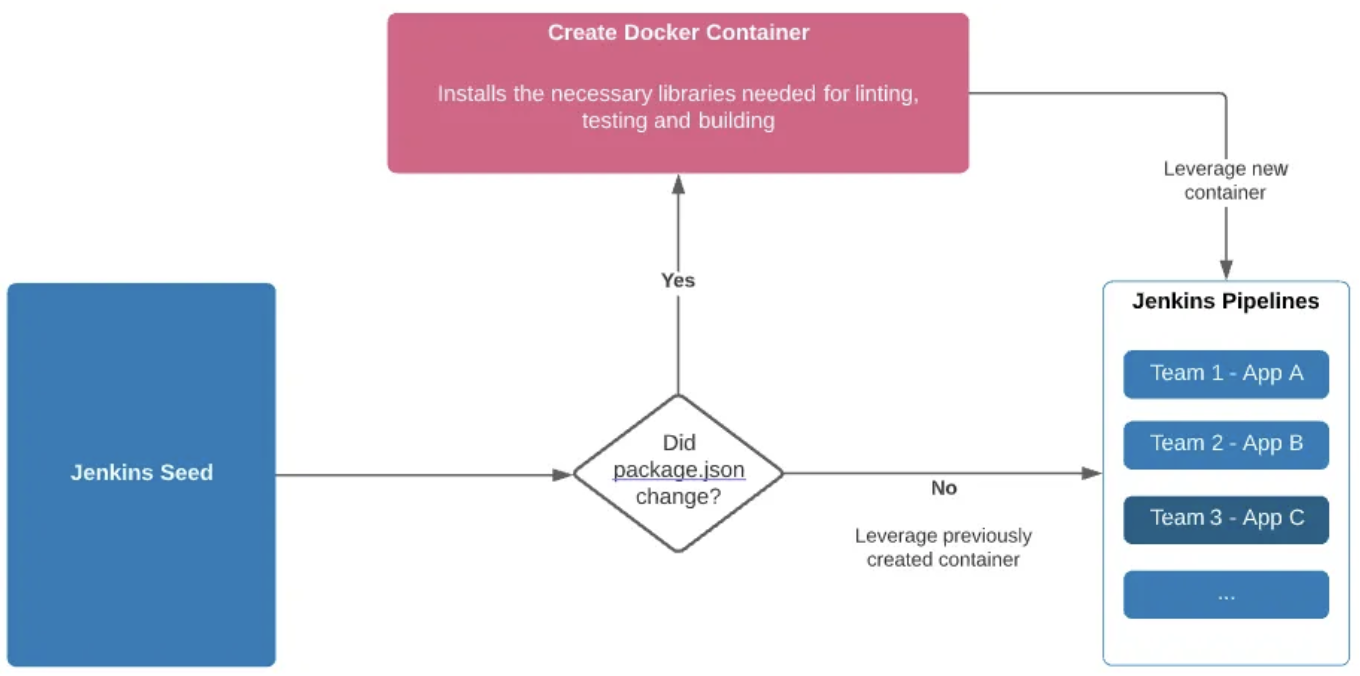 Create Docker Container
Installs the necessary libraries needed for linting,
testing and building
Leverage new
container
Yes
Jenkins Seed
Did
package.json
change?
No
Leverage previously
created container
Jenkins Pipelines
Team 1 - App A
Team 2 - App B
Team 3 - App C
...